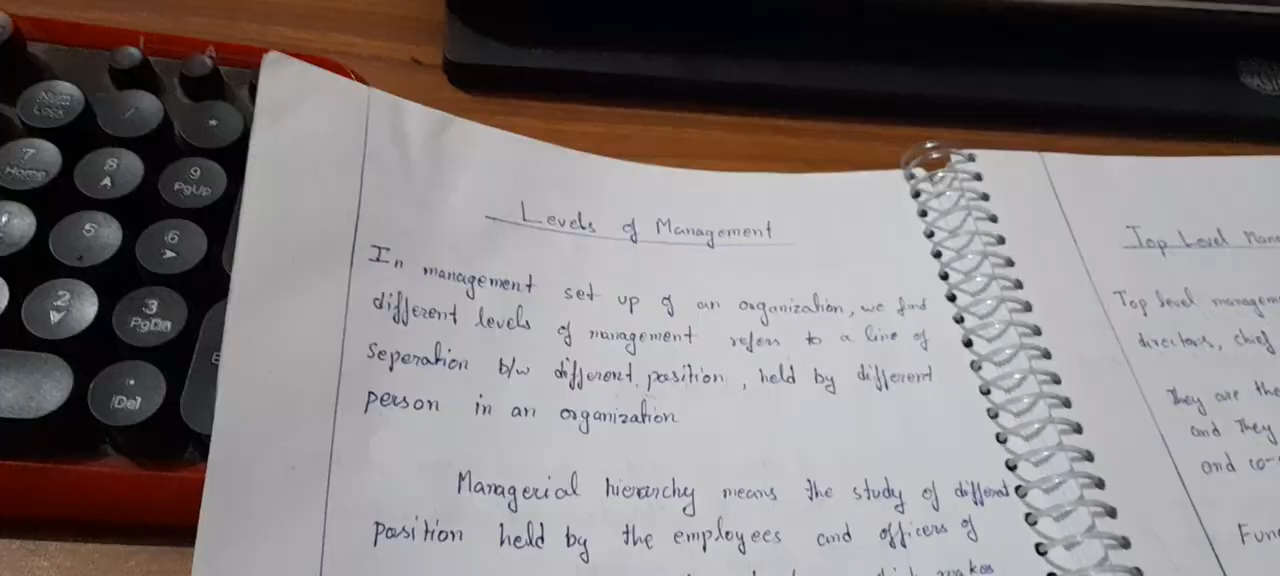 Levels of Management
In management set up of an organization, we find
different levels of management refers to a line of
Seperation b/w different position, held by different
person in an organization
Managerial hierarchy means the study of different
position held by the employees and officers of
makes
Top Level Man
Top level managem
directors, chief
They are the
and They
and co-
Fun
Num
Lock
/
*
7
Home
8
9
PgUp
5
6
2
3
PgDn
.
Del